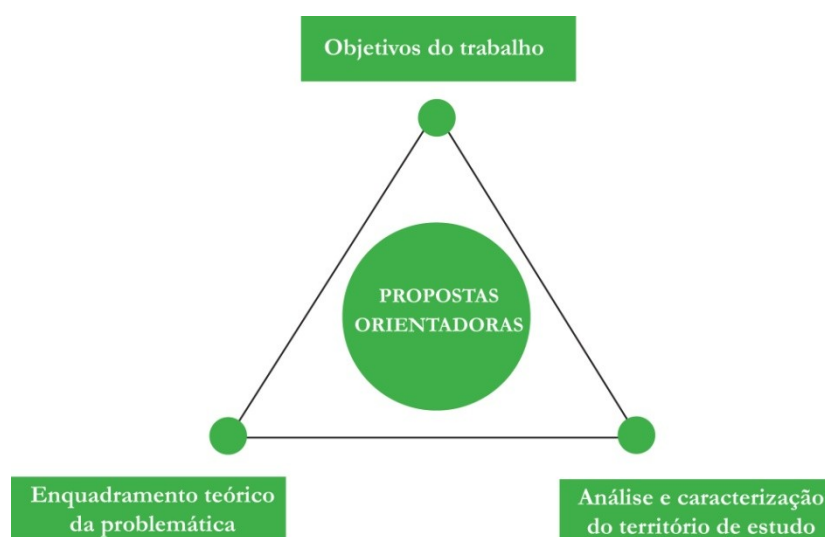 Objetivos do trabalho
PROPOSTAS
ORIENTADORAS
Enquadramento teórico
da problemática
Análise e caracterização
do território de estudo